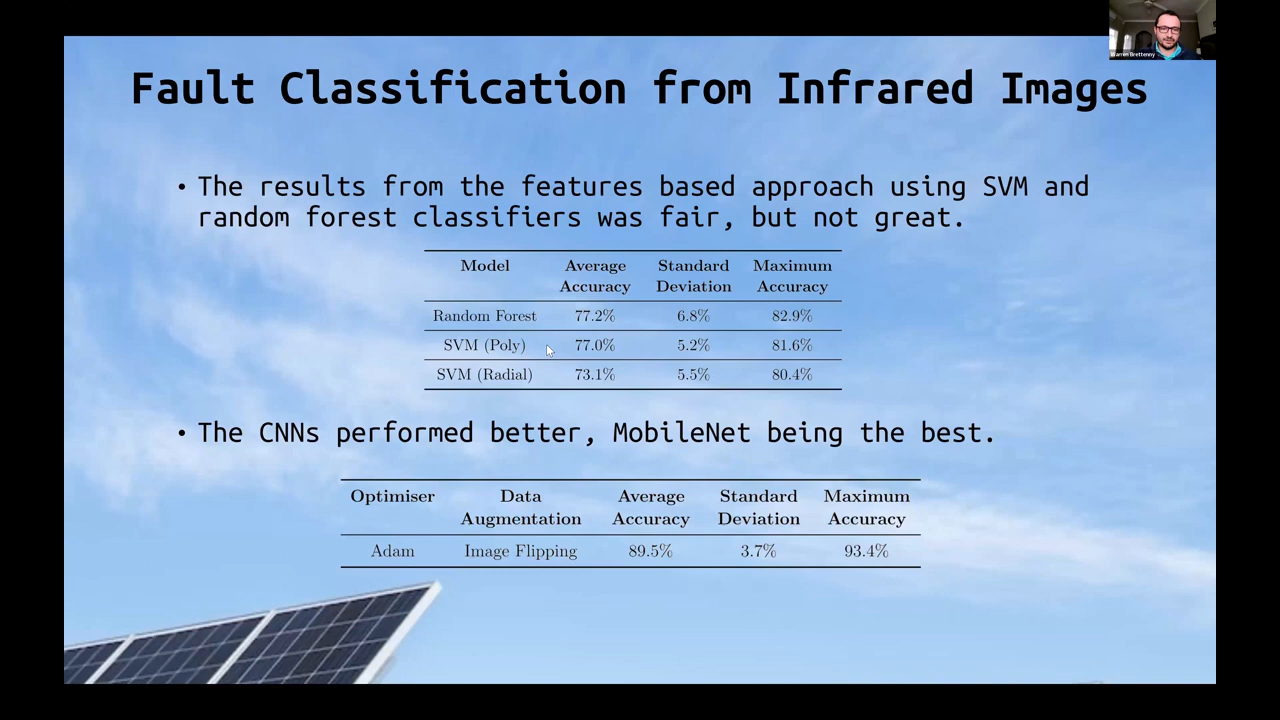 Warren Brettenny
Fault Classification from Infrared Images
• The results from the features based approach using SVM and
random forest classifiers was fair, but not great.
Model Average Accuracy Standard Deviation Maximum Accuracy
Random Forest 77.2% 6.8% 82.9%
SVM (Poly) 77.0% 5.2% 81.6%
SVM (Radial) 73.1% 5.5% 80.4%
• The CNNs performed better, MobileNet being the best.
Optimiser Data Augmentation Average Accuracy Standard Deviation Maximum Accuracy
Adam Image Flipping 89.5% 3.7% 93.4%